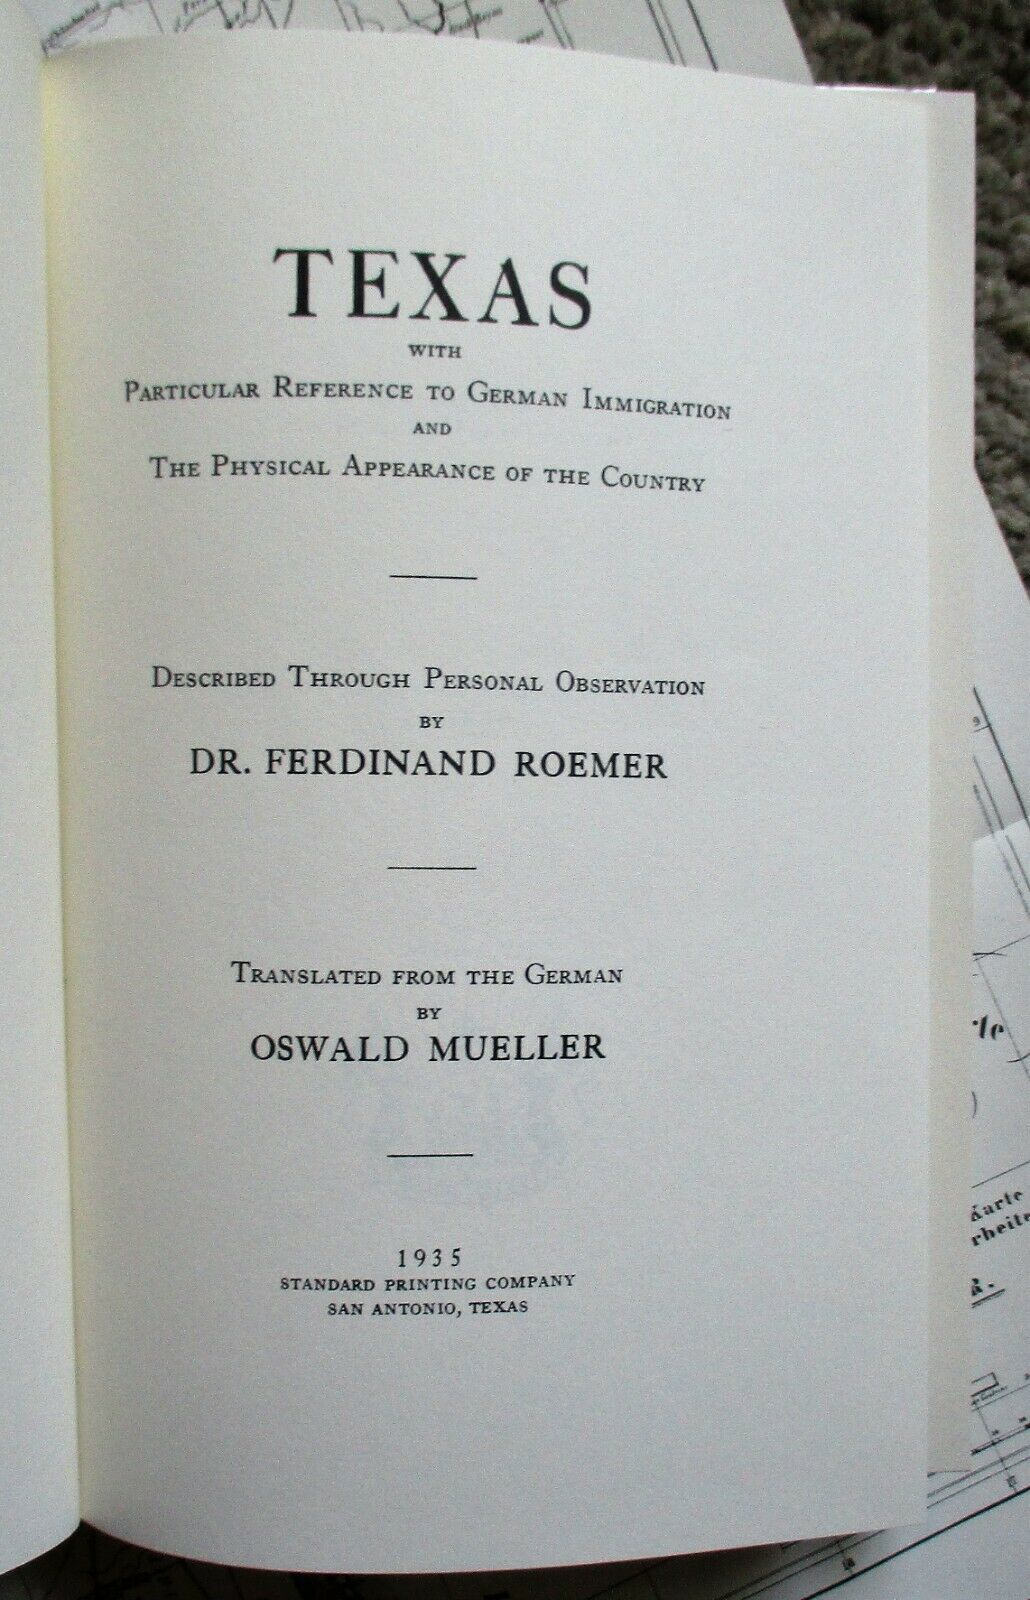 TEXAS
WITH
PARTICULAR REFERENCE TO GERMAN IMMIGRATION
AND
THE PHYSICAL APPEARANCE OF THE COUNTRY
DESCRIBED THROUGH PERSONAL OBSERVATION
BY
DR. FERDINAND ROEMER
TRANSLATED FROM THE GERMAN
BY
OSWALD MUELLER
1935
STANDARD PRINTING COMPANY
SAN ANTONIO, TEXAS
Karte